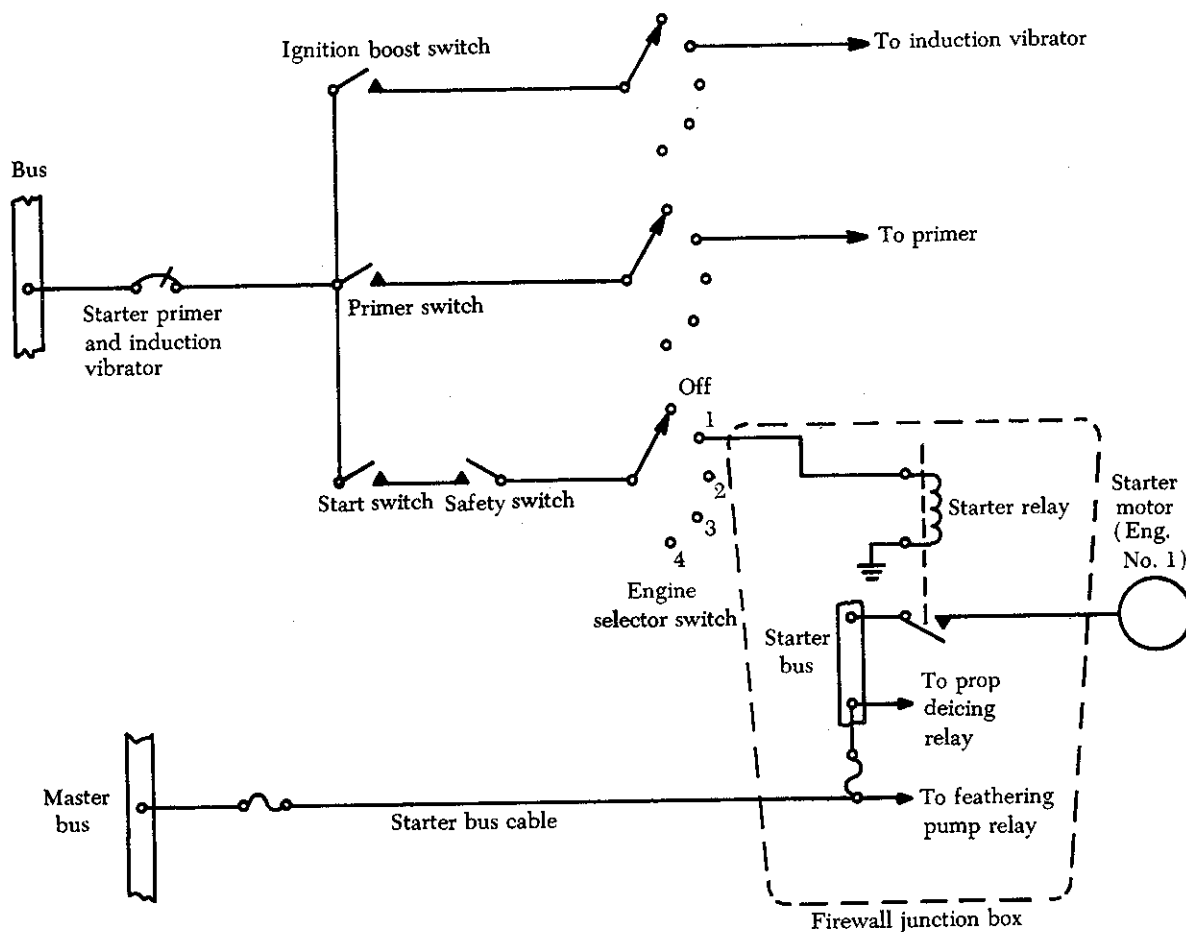 Ignition boost switch
To induction vibrator
Bus
To primer
Starter primer
and induction
vibrator
Primer switch
Off
1
2
3
4
Start switch
Safety switch
Engine
selector switch
Starter relay
Starter
motor
(Eng.
No. 1)
Starter
bus
To prop
deicing
relay
Master
bus
Starter bus cable
To feathering
pump relay
Firewall junction box